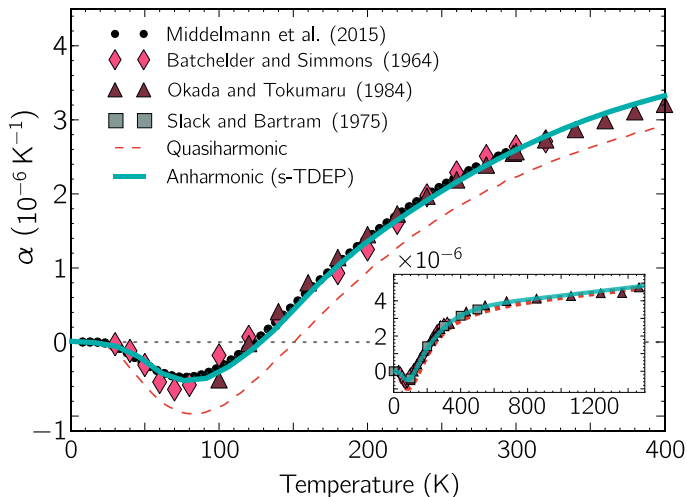 Middelmann et al. (2015)
Batchelder and Simmons (1964)
Okada and Tokumaru (1984)
Slack and Bartram (1975)
Quasiharmonic
Anharmonic (s-TDEP)
α (10⁻⁶ K⁻¹)
4
3
2
1
0
−1
0 100 200 300 400
Temperature (K)
×10⁻⁶
4
2
0
0 400 800 1200